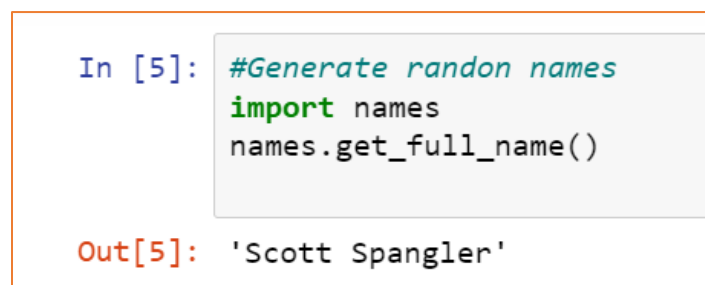 In [5]: #Generate randon names
import names
names.get_full_name()
Out[5]: 'Scott Spangler'